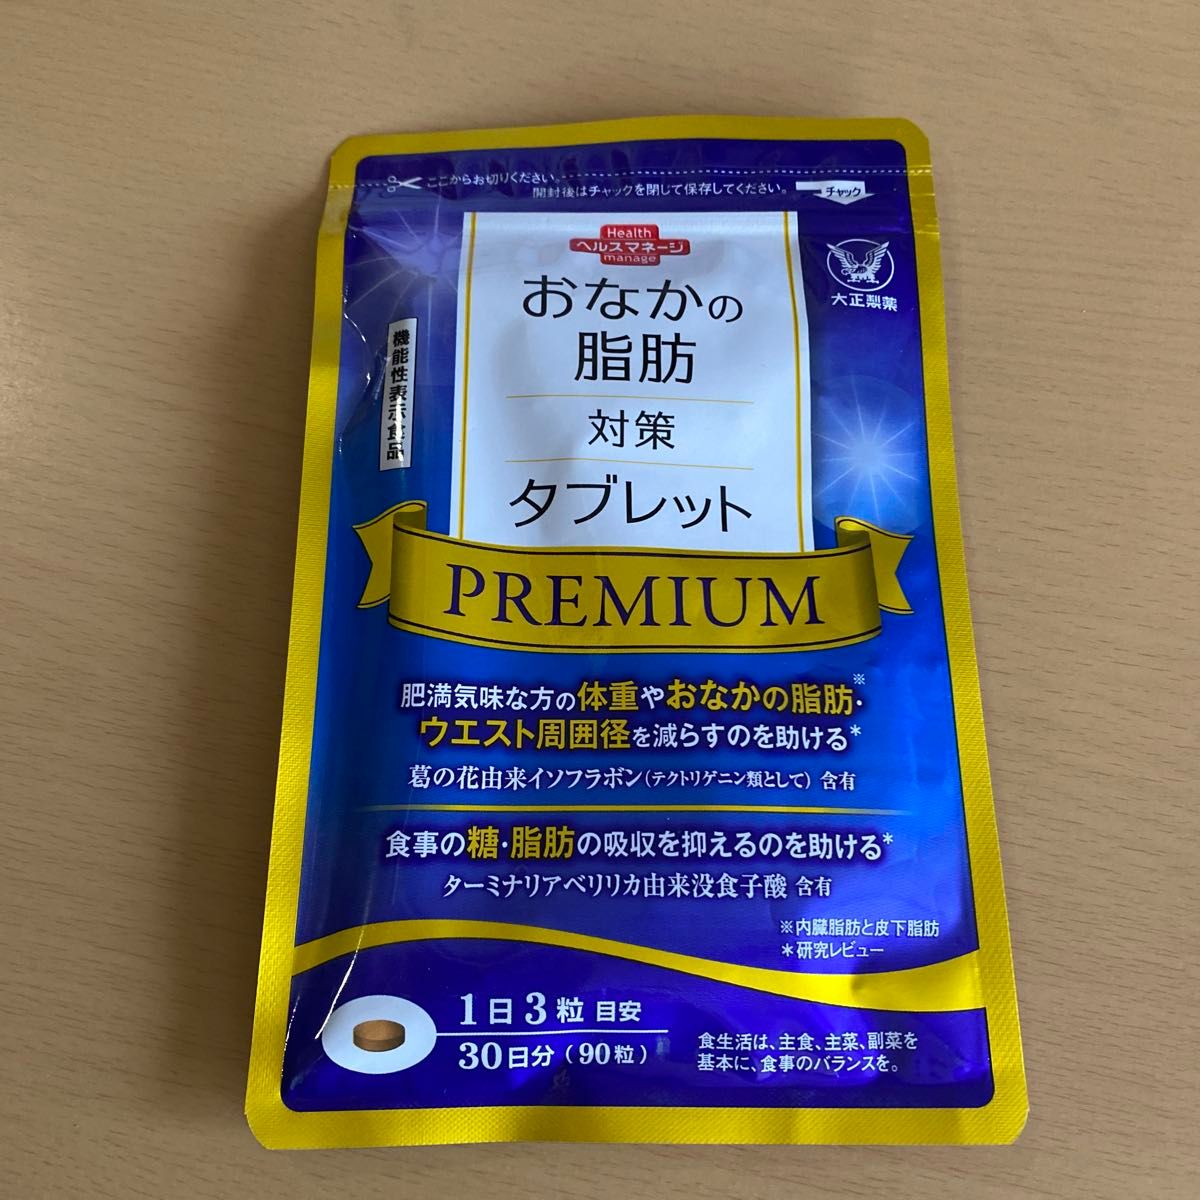 ここからお切りください。
開封後はチャックを閉じて保存してください。
チャック
Health
ヘルスマネージ
manage
大正製薬
機能性表示食品
おなかの
脂肪
対策
タブレット
PREMIUM
肥満気味な方の体重やおなかの脂肪※・
ウエスト周囲径を減らすのを助ける*
葛の花由来イソフラボン(テクトリゲニン類として)含有
食事の糖・脂肪の吸収を抑えるのを助ける*
ターミナリアベリリカ由来没食子酸 含有
※内臓脂肪と皮下脂肪
*研究レビュー
1日3粒 目安
30日分(90粒)
食生活は、主食、主菜、副菜を
基本に、食事のバランスを。